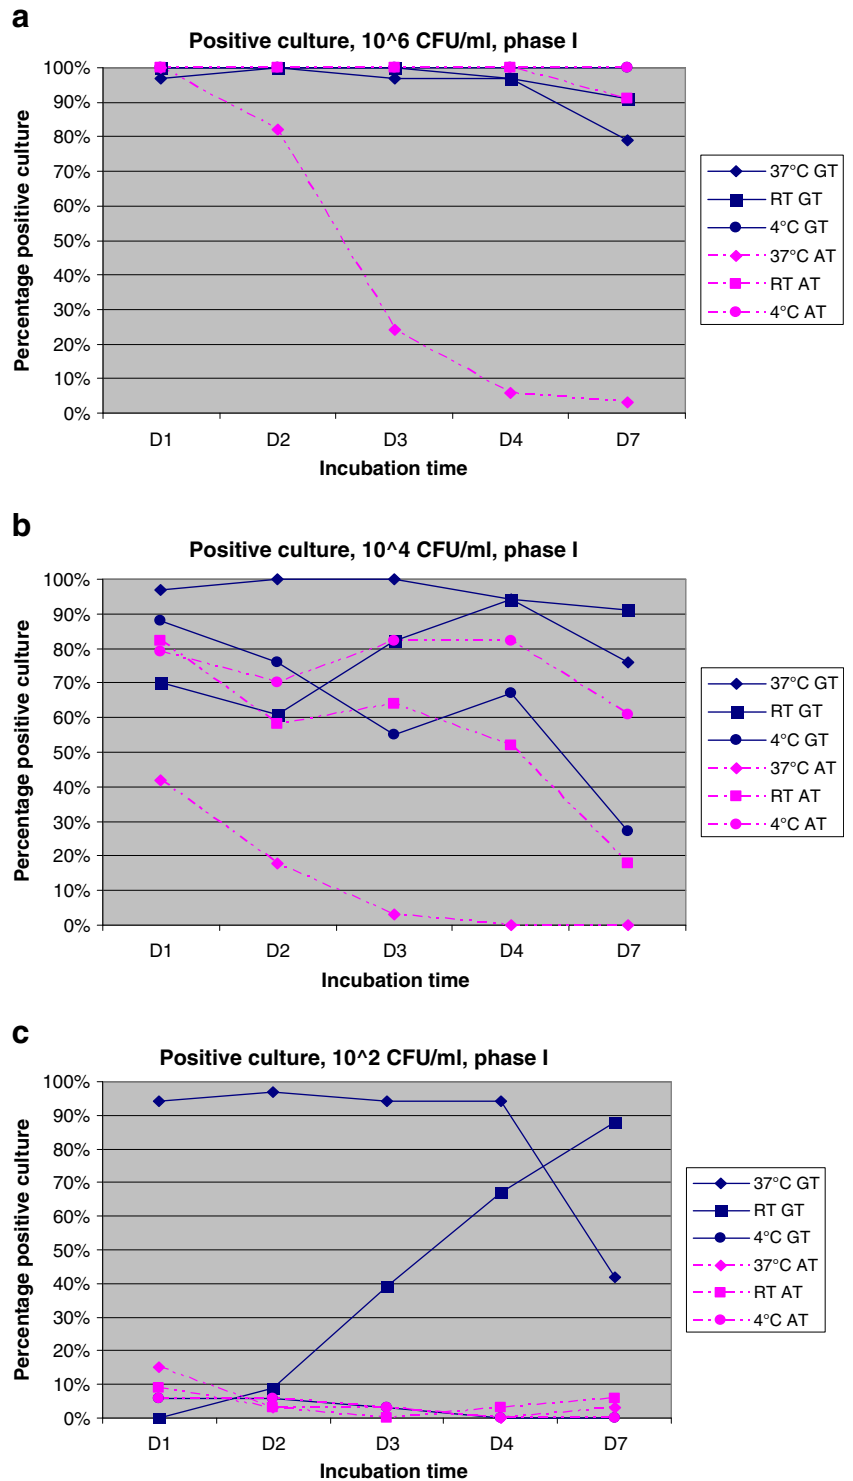 a
Positive culture, 10^6 CFU/ml, phase I
Percentage positive culture
100%
90%
80%
70%
60%
50%
40%
30%
20%
10%
0%
D1 D2 D3 D4 D7
Incubation time
37°C GT
RT GT
4°C GT
37°C AT
RT AT
4°C AT
b
Positive culture, 10^4 CFU/ml, phase I
Percentage positive culture
100%
90%
80%
70%
60%
50%
40%
30%
20%
10%
0%
D1 D2 D3 D4 D7
Incubation time
37°C GT
RT GT
4°C GT
37°C AT
RT AT
4°C AT
c
Positive culture, 10^2 CFU/ml, phase I
Percentage positive culture
100%
90%
80%
70%
60%
50%
40%
30%
20%
10%
0%
D1 D2 D3 D4 D7
Incubation time
37°C GT
RT GT
4°C GT
37°C AT
RT AT
4°C AT